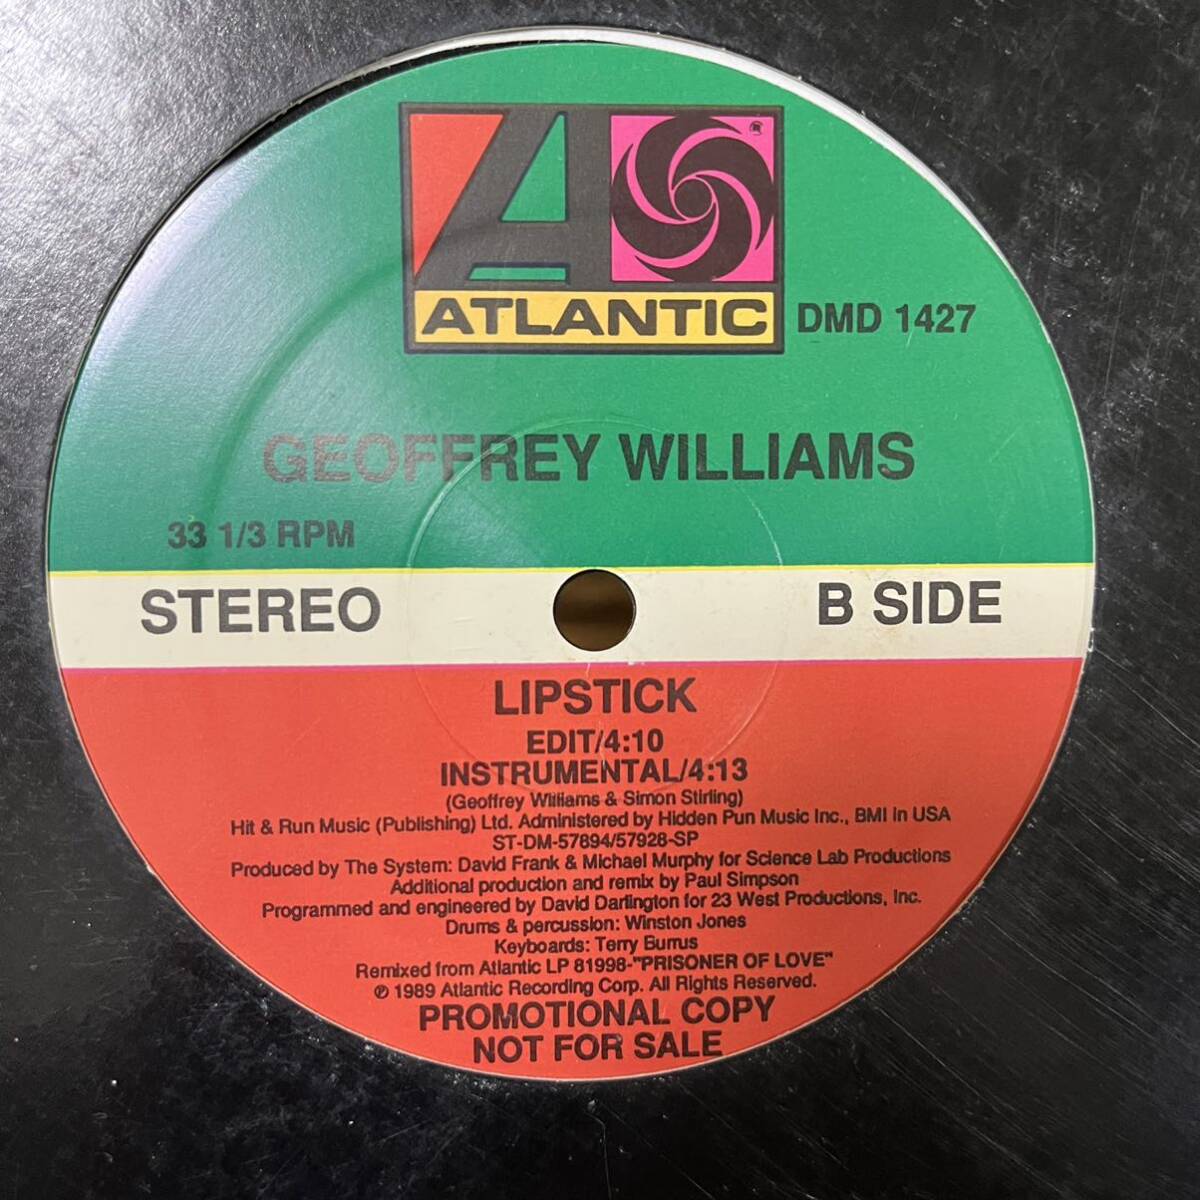 ATLANTIC
DMD 1427
GEOFFREY WILLIAMS
33 1/3 RPM
STEREO
B SIDE
LIPSTICK
EDIT/4:10
INSTRUMENTAL/4:13
(Geoffrey Williams & Simon Stirling)
Hit & Run Music (Publishing) Ltd. Administered by Hidden Pun Music Inc., BMI in USA
ST-DM-57894/57928-SP
Produced by The System: David Frank & Michael Murphy for Science Lab Productions
Additional production and remix by Paul Simpson
Programmed and engineered by David Darlington for 23 West Productions, Inc.
Drums & percussion: Winston Jones
Keyboards: Terry Burrus
Remixed from Atlantic LP 81998-"PRISONER OF LOVE"
℗ 1989 Atlantic Recording Corp. All Rights Reserved.
PROMOTIONAL COPY
NOT FOR SALE